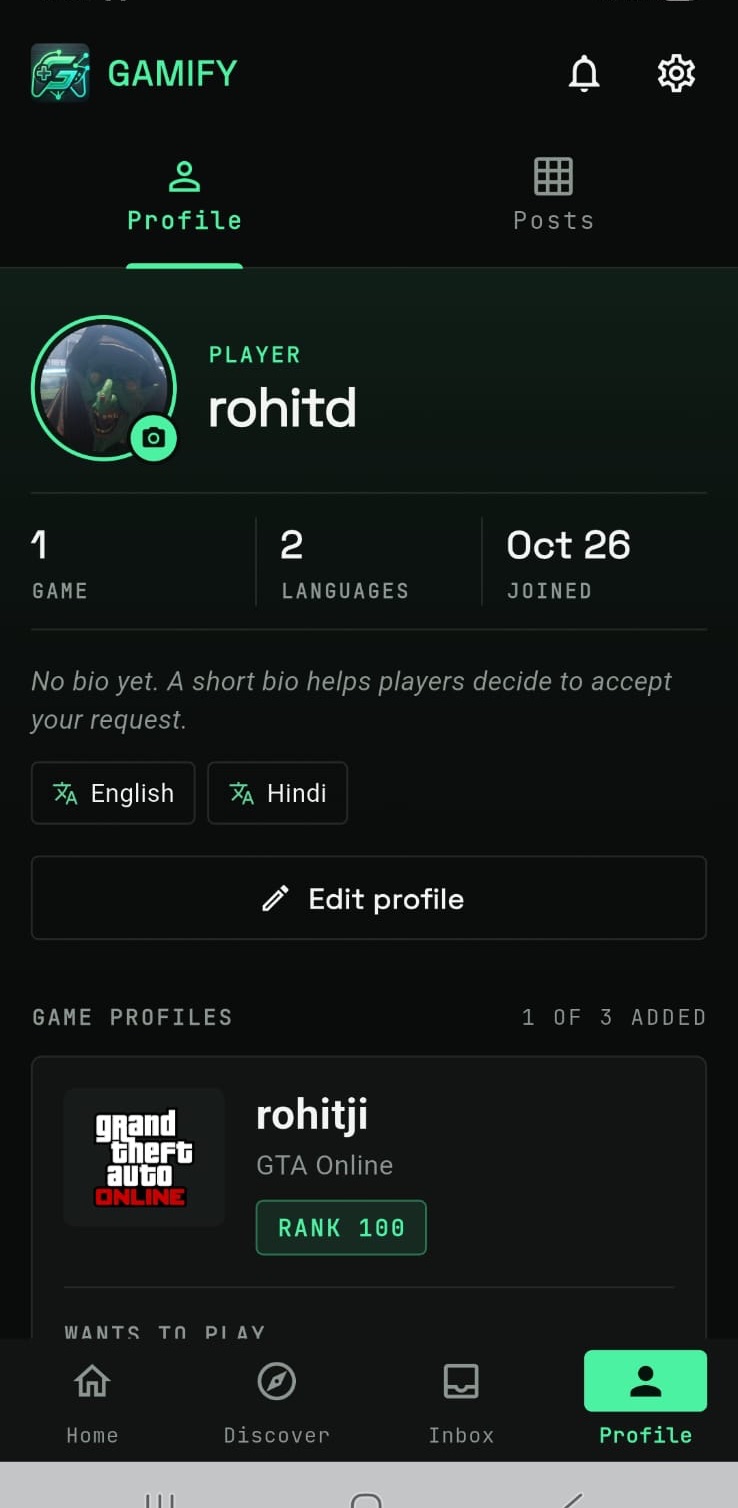 GAMIFY
Profile
Posts
PLAYER
rohitd
1
GAME
2
LANGUAGES
Oct 26
JOINED
No bio yet. A short bio helps players decide to accept
your request.
English
Hindi
Edit profile
GAME PROFILES
1 OF 3 ADDED
grand
theft
auto
ONLINE
rohitji
GTA Online
RANK 100
WANTS TO PLAY
Home
Discover
Inbox
Profile